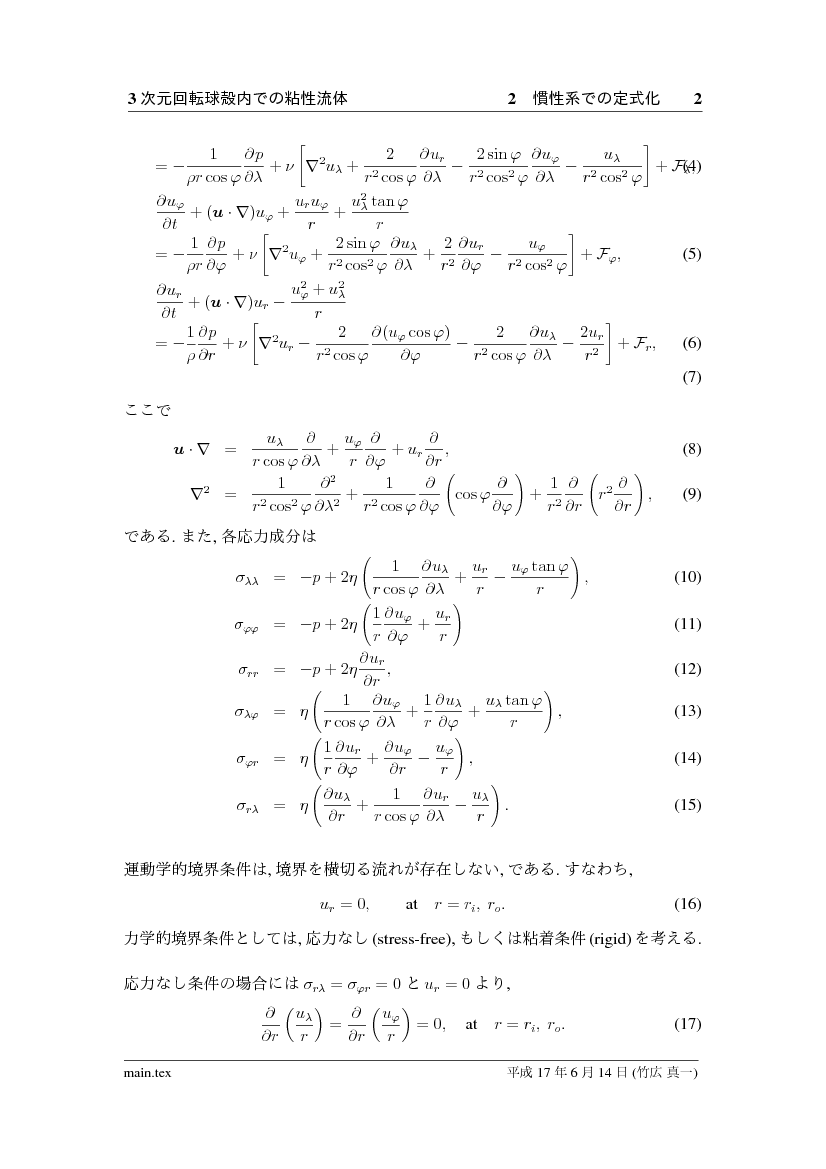 3 次元回転球殻内での粘性流体 2 慣性系での定式化 2
$= -\frac{1}{\rho r \cos\varphi}\frac{\partial p}{\partial \lambda} + \nu \left[ \nabla^2 u_\lambda + \frac{2}{r^2 \cos\varphi}\frac{\partial u_r}{\partial \lambda} - \frac{2\sin\varphi}{r^2 \cos^2\varphi}\frac{\partial u_\varphi}{\partial \lambda} - \frac{u_\lambda}{r^2 \cos^2\varphi} \right] + \mathcal{F}_\lambda,$ (4)
$\frac{\partial u_\varphi}{\partial t} + (\boldsymbol{u} \cdot \nabla) u_\varphi + \frac{u_r u_\varphi}{r} + \frac{u_\lambda^2 \tan\varphi}{r}$
$= -\frac{1}{\rho r}\frac{\partial p}{\partial \varphi} + \nu \left[ \nabla^2 u_\varphi + \frac{2\sin\varphi}{r^2 \cos^2\varphi}\frac{\partial u_\lambda}{\partial \lambda} + \frac{2}{r^2}\frac{\partial u_r}{\partial \varphi} - \frac{u_\varphi}{r^2 \cos^2\varphi} \right] + \mathcal{F}_\varphi,$ (5)
$\frac{\partial u_r}{\partial t} + (\boldsymbol{u} \cdot \nabla) u_r - \frac{u_\varphi^2 + u_\lambda^2}{r}$
$= -\frac{1}{\rho}\frac{\partial p}{\partial r} + \nu \left[ \nabla^2 u_r - \frac{2}{r^2 \cos\varphi}\frac{\partial (u_\varphi \cos\varphi)}{\partial \varphi} - \frac{2}{r^2 \cos\varphi}\frac{\partial u_\lambda}{\partial \lambda} - \frac{2u_r}{r^2} \right] + \mathcal{F}_r,$ (6)
(7)
ここで
$\boldsymbol{u} \cdot \nabla = \frac{u_\lambda}{r \cos\varphi}\frac{\partial}{\partial \lambda} + \frac{u_\varphi}{r}\frac{\partial}{\partial \varphi} + u_r \frac{\partial}{\partial r},$ (8)
$\nabla^2 = \frac{1}{r^2 \cos^2\varphi}\frac{\partial^2}{\partial \lambda^2} + \frac{1}{r^2 \cos\varphi}\frac{\partial}{\partial \varphi}\left( \cos\varphi \frac{\partial}{\partial \varphi} \right) + \frac{1}{r^2}\frac{\partial}{\partial r}\left( r^2 \frac{\partial}{\partial r} \right),$ (9)
である. また, 各応力成分は
$\sigma_{\lambda\lambda} = -p + 2\eta \left( \frac{1}{r \cos\varphi}\frac{\partial u_\lambda}{\partial \lambda} + \frac{u_r}{r} - \frac{u_\varphi \tan\varphi}{r} \right),$ (10)
$\sigma_{\varphi\varphi} = -p + 2\eta \left( \frac{1}{r}\frac{\partial u_\varphi}{\partial \varphi} + \frac{u_r}{r} \right)$ (11)
$\sigma_{rr} = -p + 2\eta \frac{\partial u_r}{\partial r},$ (12)
$\sigma_{\lambda\varphi} = \eta \left( \frac{1}{r \cos\varphi}\frac{\partial u_\varphi}{\partial \lambda} + \frac{1}{r}\frac{\partial u_\lambda}{\partial \varphi} + \frac{u_\lambda \tan\varphi}{r} \right),$ (13)
$\sigma_{\varphi r} = \eta \left( \frac{1}{r}\frac{\partial u_r}{\partial \varphi} + \frac{\partial u_\varphi}{\partial r} - \frac{u_\varphi}{r} \right),$ (14)
$\sigma_{r\lambda} = \eta \left( \frac{\partial u_\lambda}{\partial r} + \frac{1}{r \cos\varphi}\frac{\partial u_r}{\partial \lambda} - \frac{u_\lambda}{r} \right).$ (15)
運動学的境界条件は, 境界を横切る流れが存在しない, である. すなわち,
$u_r = 0, \quad \text{at} \quad r = r_i, \ r_o.$ (16)
力学的境界条件としては, 応力なし (stress-free), もしくは粘着条件 (rigid) を考える.
応力なし条件の場合には $\sigma_{r\lambda} = \sigma_{\varphi r} = 0$ と $u_r = 0$ より,
$\frac{\partial}{\partial r}\left( \frac{u_\lambda}{r} \right) = \frac{\partial}{\partial r}\left( \frac{u_\varphi}{r} \right) = 0, \quad \text{at} \quad r = r_i, \ r_o.$ (17)
main.tex 平成 17 年 6 月 14 日 (竹広 真一)